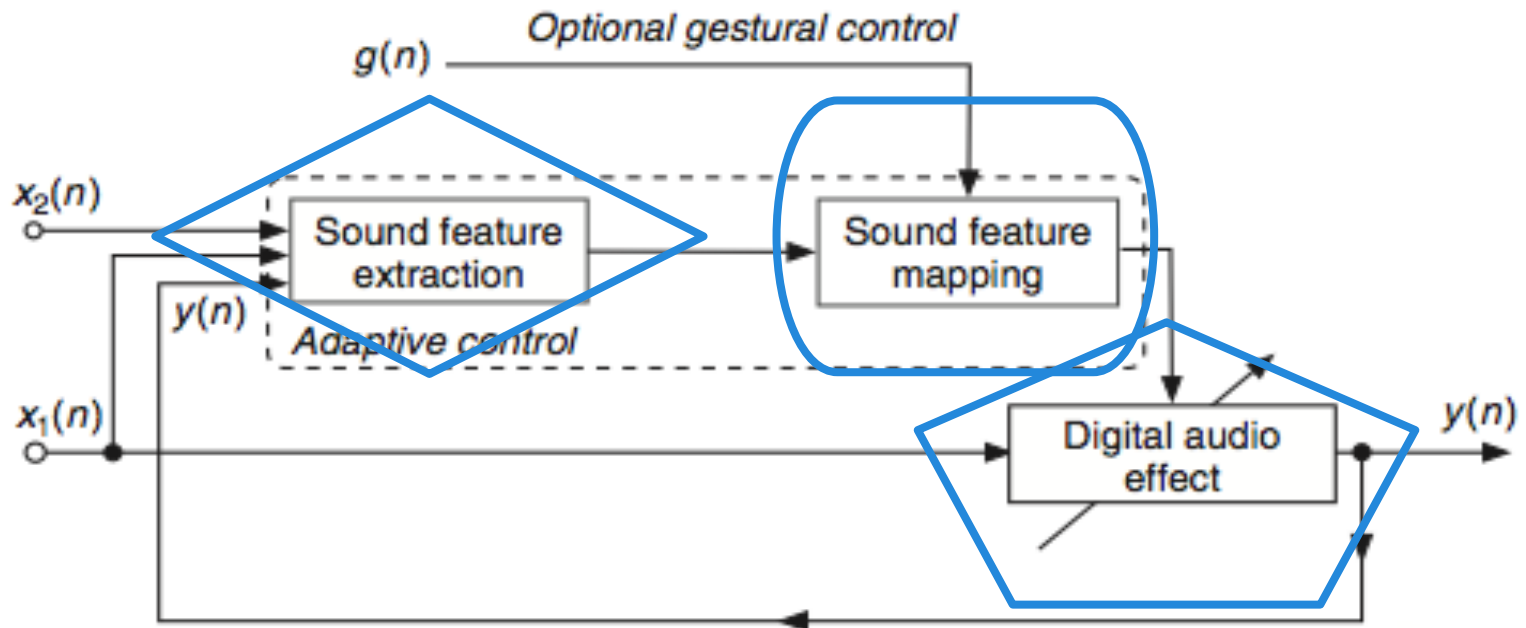 Optional gestural control
g(n)
x₂(n)
Sound feature
extraction
Sound feature
mapping
y(n)
Adaptive control
x₁(n)
Digital audio
effect
y(n)